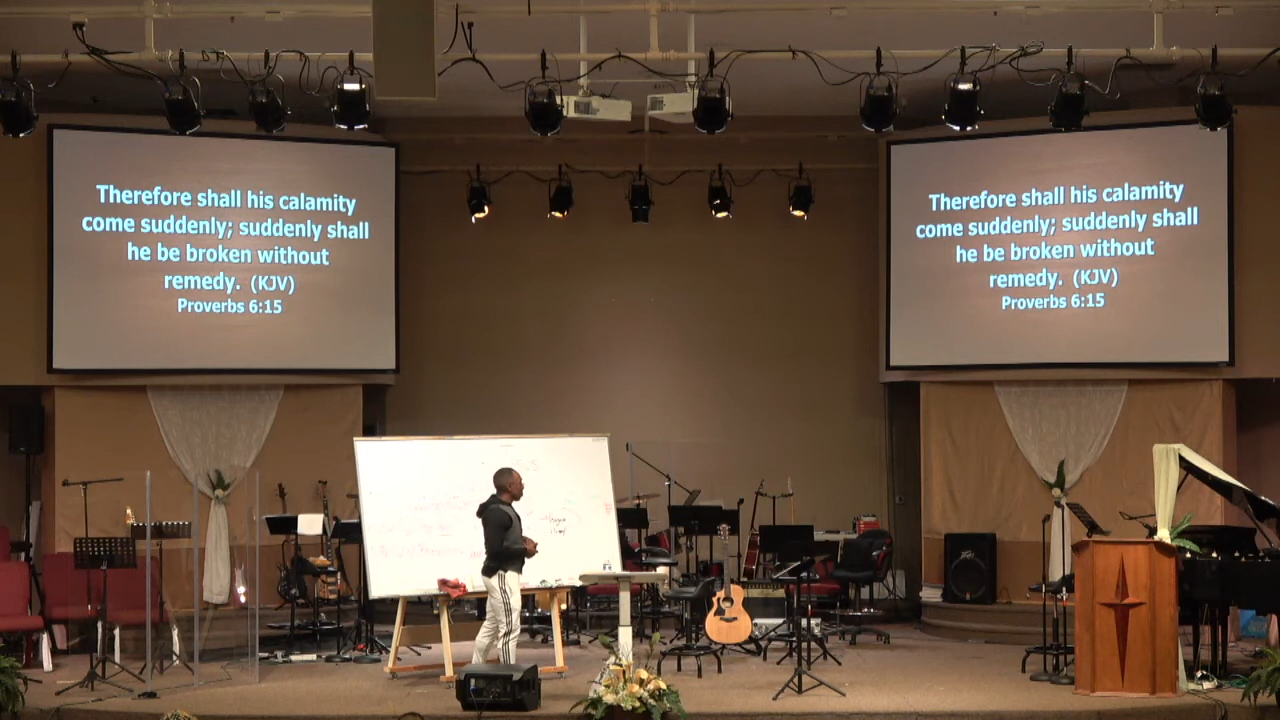 Therefore shall his calamity
come suddenly; suddenly shall
he be broken without
remedy. (KJV)
Proverbs 6:15
Therefore shall his calamity
come suddenly; suddenly shall
he be broken without
remedy. (KJV)
Proverbs 6:15